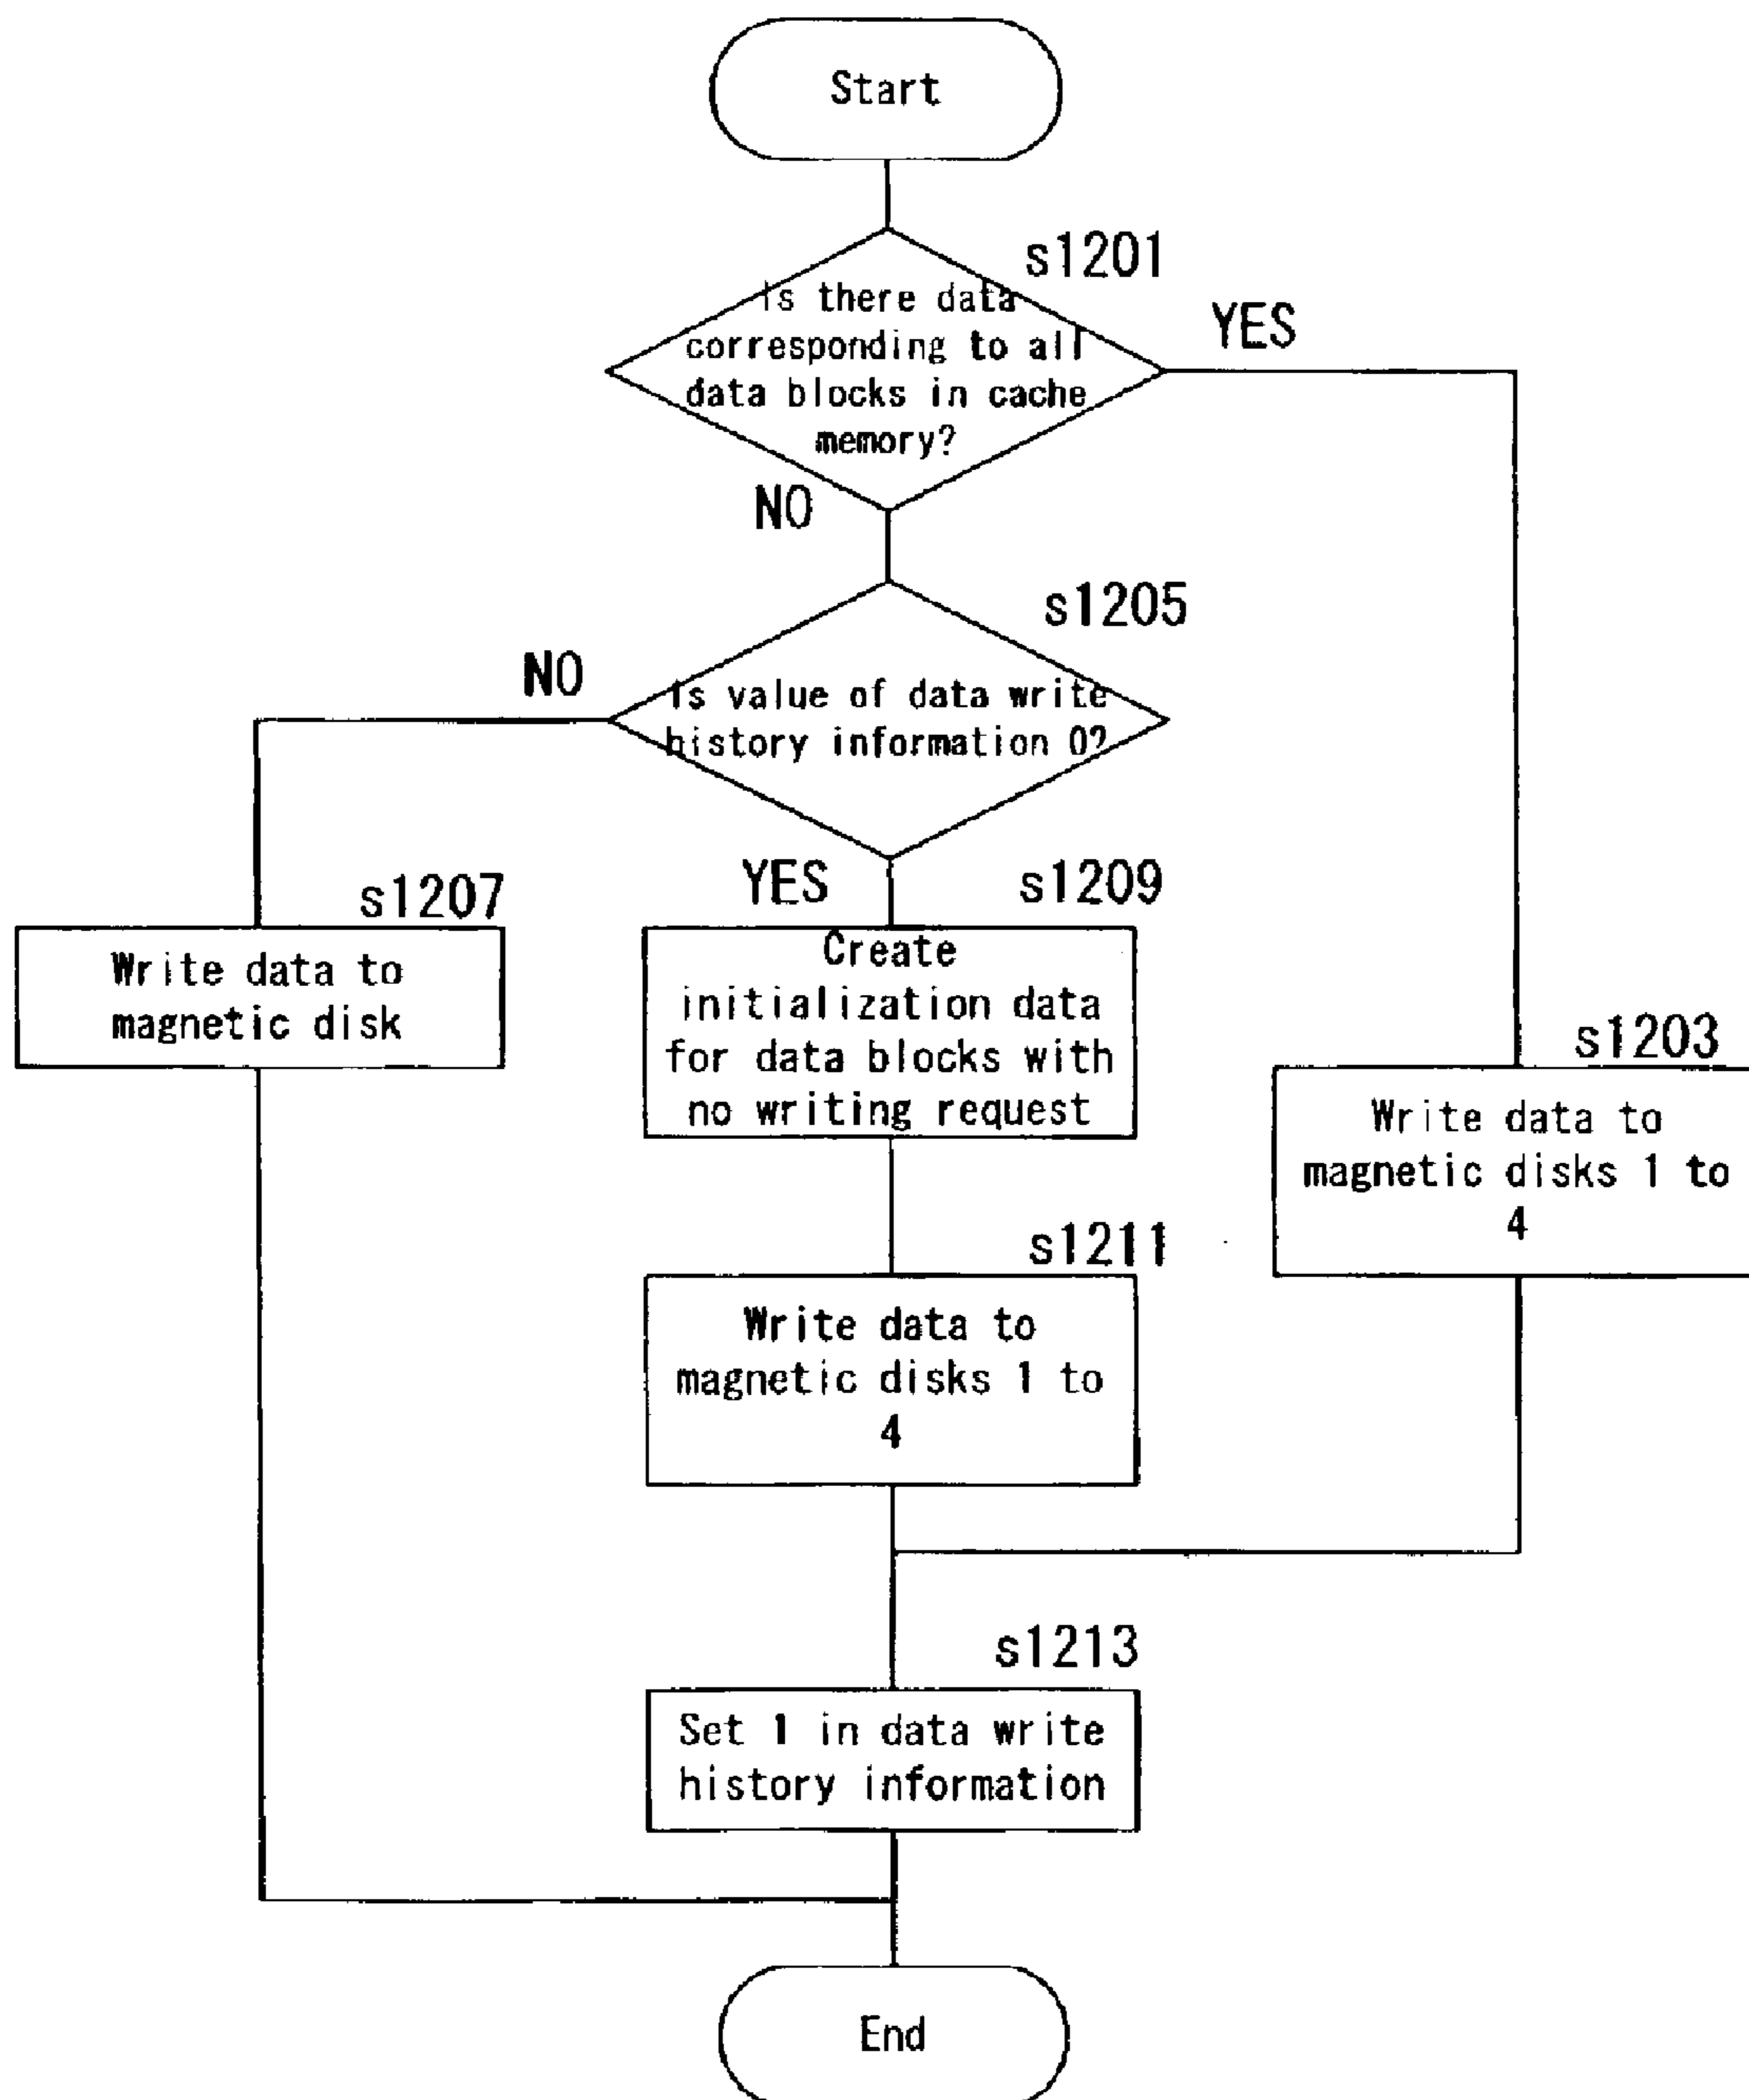 Start
s1201
Is there data
corresponding to all
data blocks in cache
memory?
YES
NO
s1205
NO
Is value of data write
history information 0?
YES
s1207
Write data to
magnetic disk
s1209
Create
initialization data
for data blocks with
no writing request
s1203
Write data to
magnetic disks 1 to
4
s1211
Write data to
magnetic disks 1 to
4
s1213
Set 1 in data write
history information
End